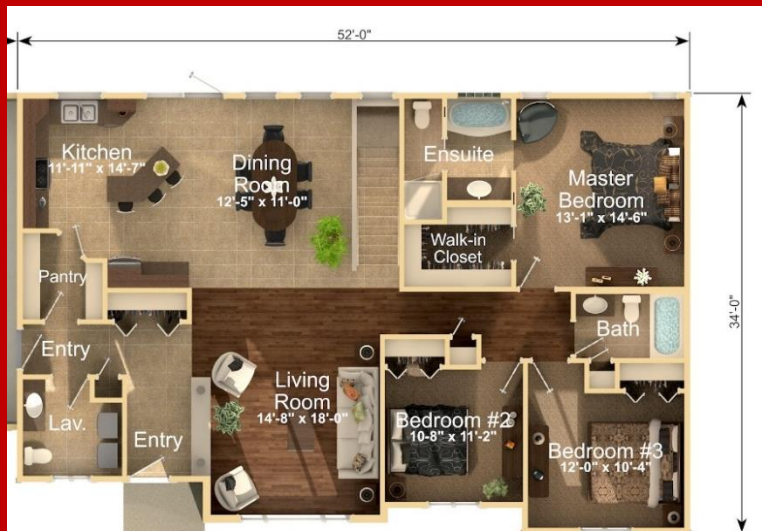 52'-0"
Kitchen
11'-11" x 14'-7"
Dining
Room
12'-5" x 11'-0"
Ensuite
Master
Bedroom
13'-1" x 14'-6"
Walk-in
Closet
Pantry
34'-0"
Entry
Bath
Living
Room
14'-8" x 18'-0"
Lav.
Entry
Bedroom #2
10-8" x 11'-2"
Bedroom #3
12'-0" x 10'-4"